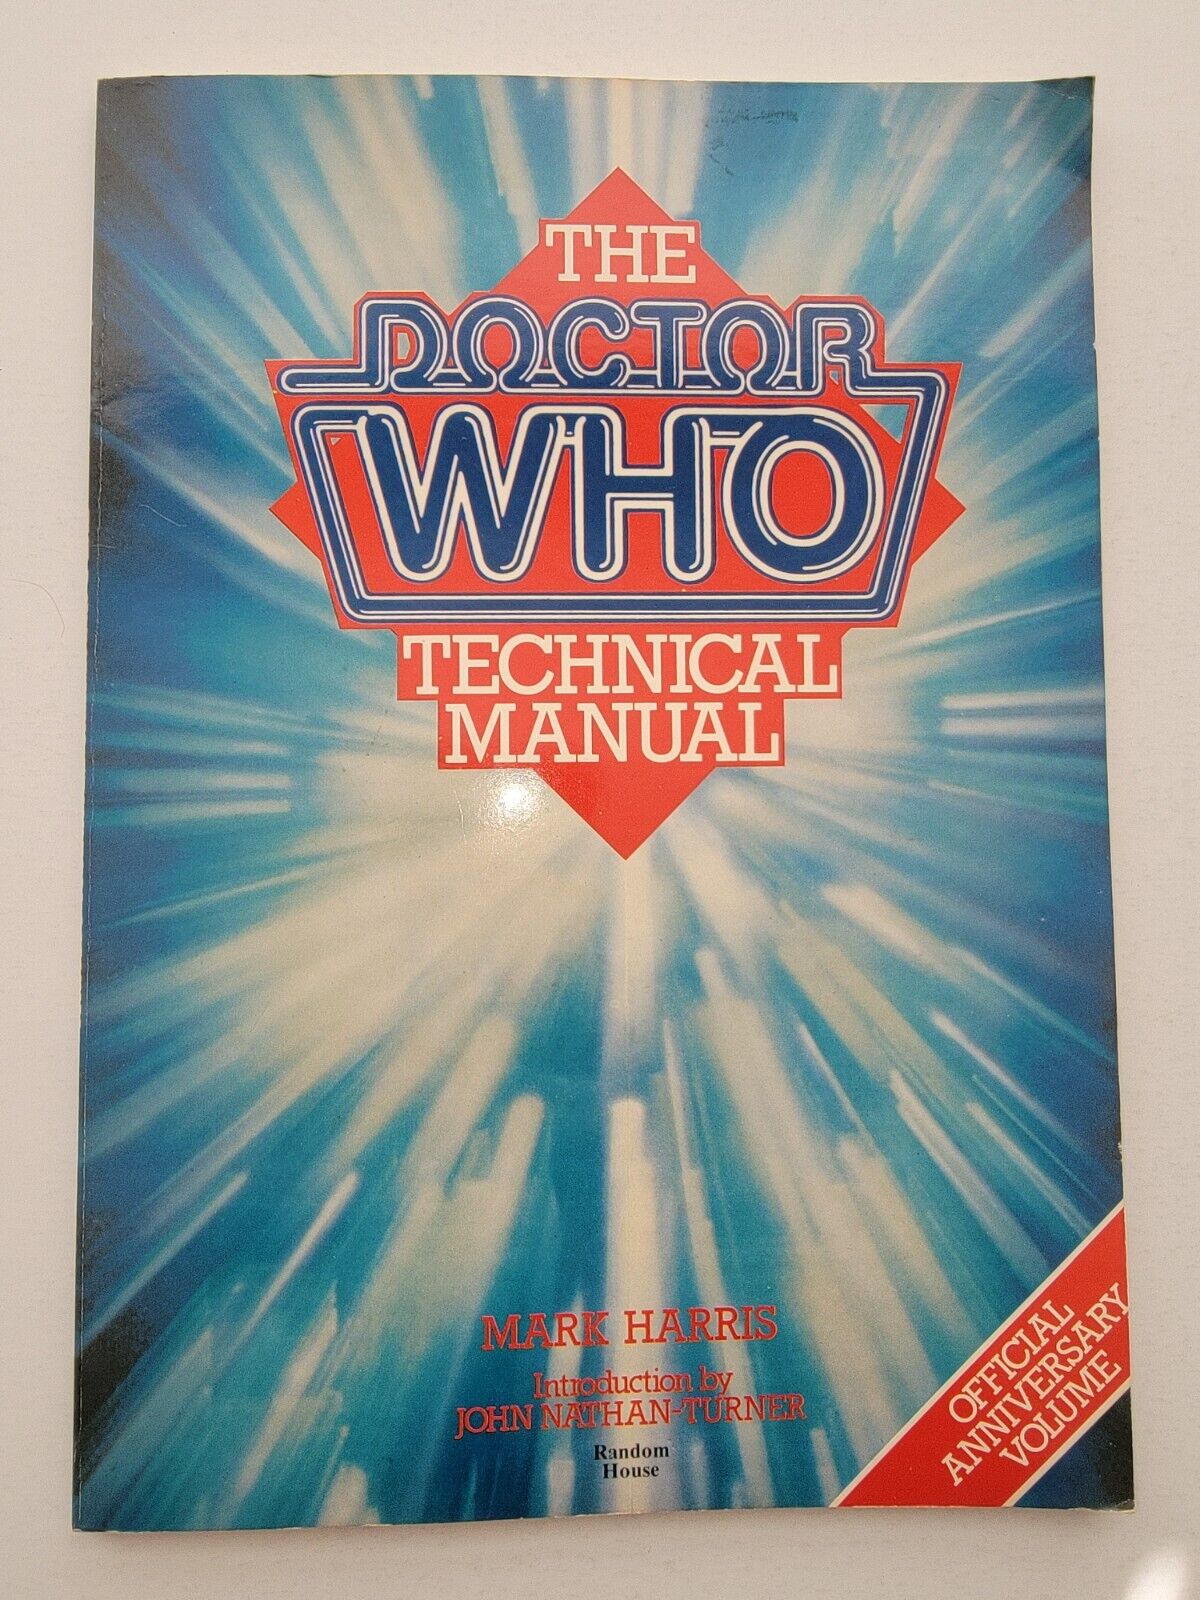 THE
DOCTOR
WHO
TECHNICAL
MANUAL
MARK HARRIS
Introduction by
JOHN NATHAN-TURNER
Random
House
OFFICIAL
ANNIVERSARY
VOLUME